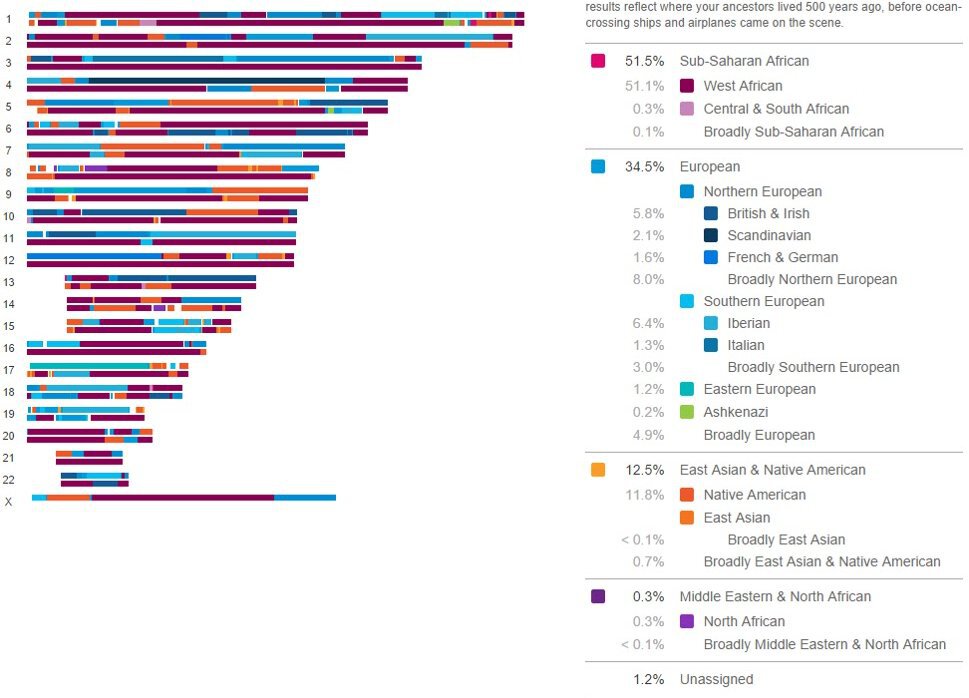 results reflect where your ancestors lived 500 years ago, before ocean-
crossing ships and airplanes came on the scene.
51.5% Sub-Saharan African
51.1% West African
0.3% Central & South African
0.1% Broadly Sub-Saharan African
34.5% European
Northern European
5.8% British & Irish
2.1% Scandinavian
1.6% French & German
8.0% Broadly Northern European
Southern European
6.4% Iberian
1.3% Italian
3.0% Broadly Southern European
1.2% Eastern European
0.2% Ashkenazi
4.9% Broadly European
12.5% East Asian & Native American
11.8% Native American
East Asian
< 0.1% Broadly East Asian
0.7% Broadly East Asian & Native American
0.3% Middle Eastern & North African
0.3% North African
< 0.1% Broadly Middle Eastern & North African
1.2% Unassigned
1
2
3
4
5
6
7
8
9
10
11
12
13
14
15
16
17
18
19
20
21
22
X